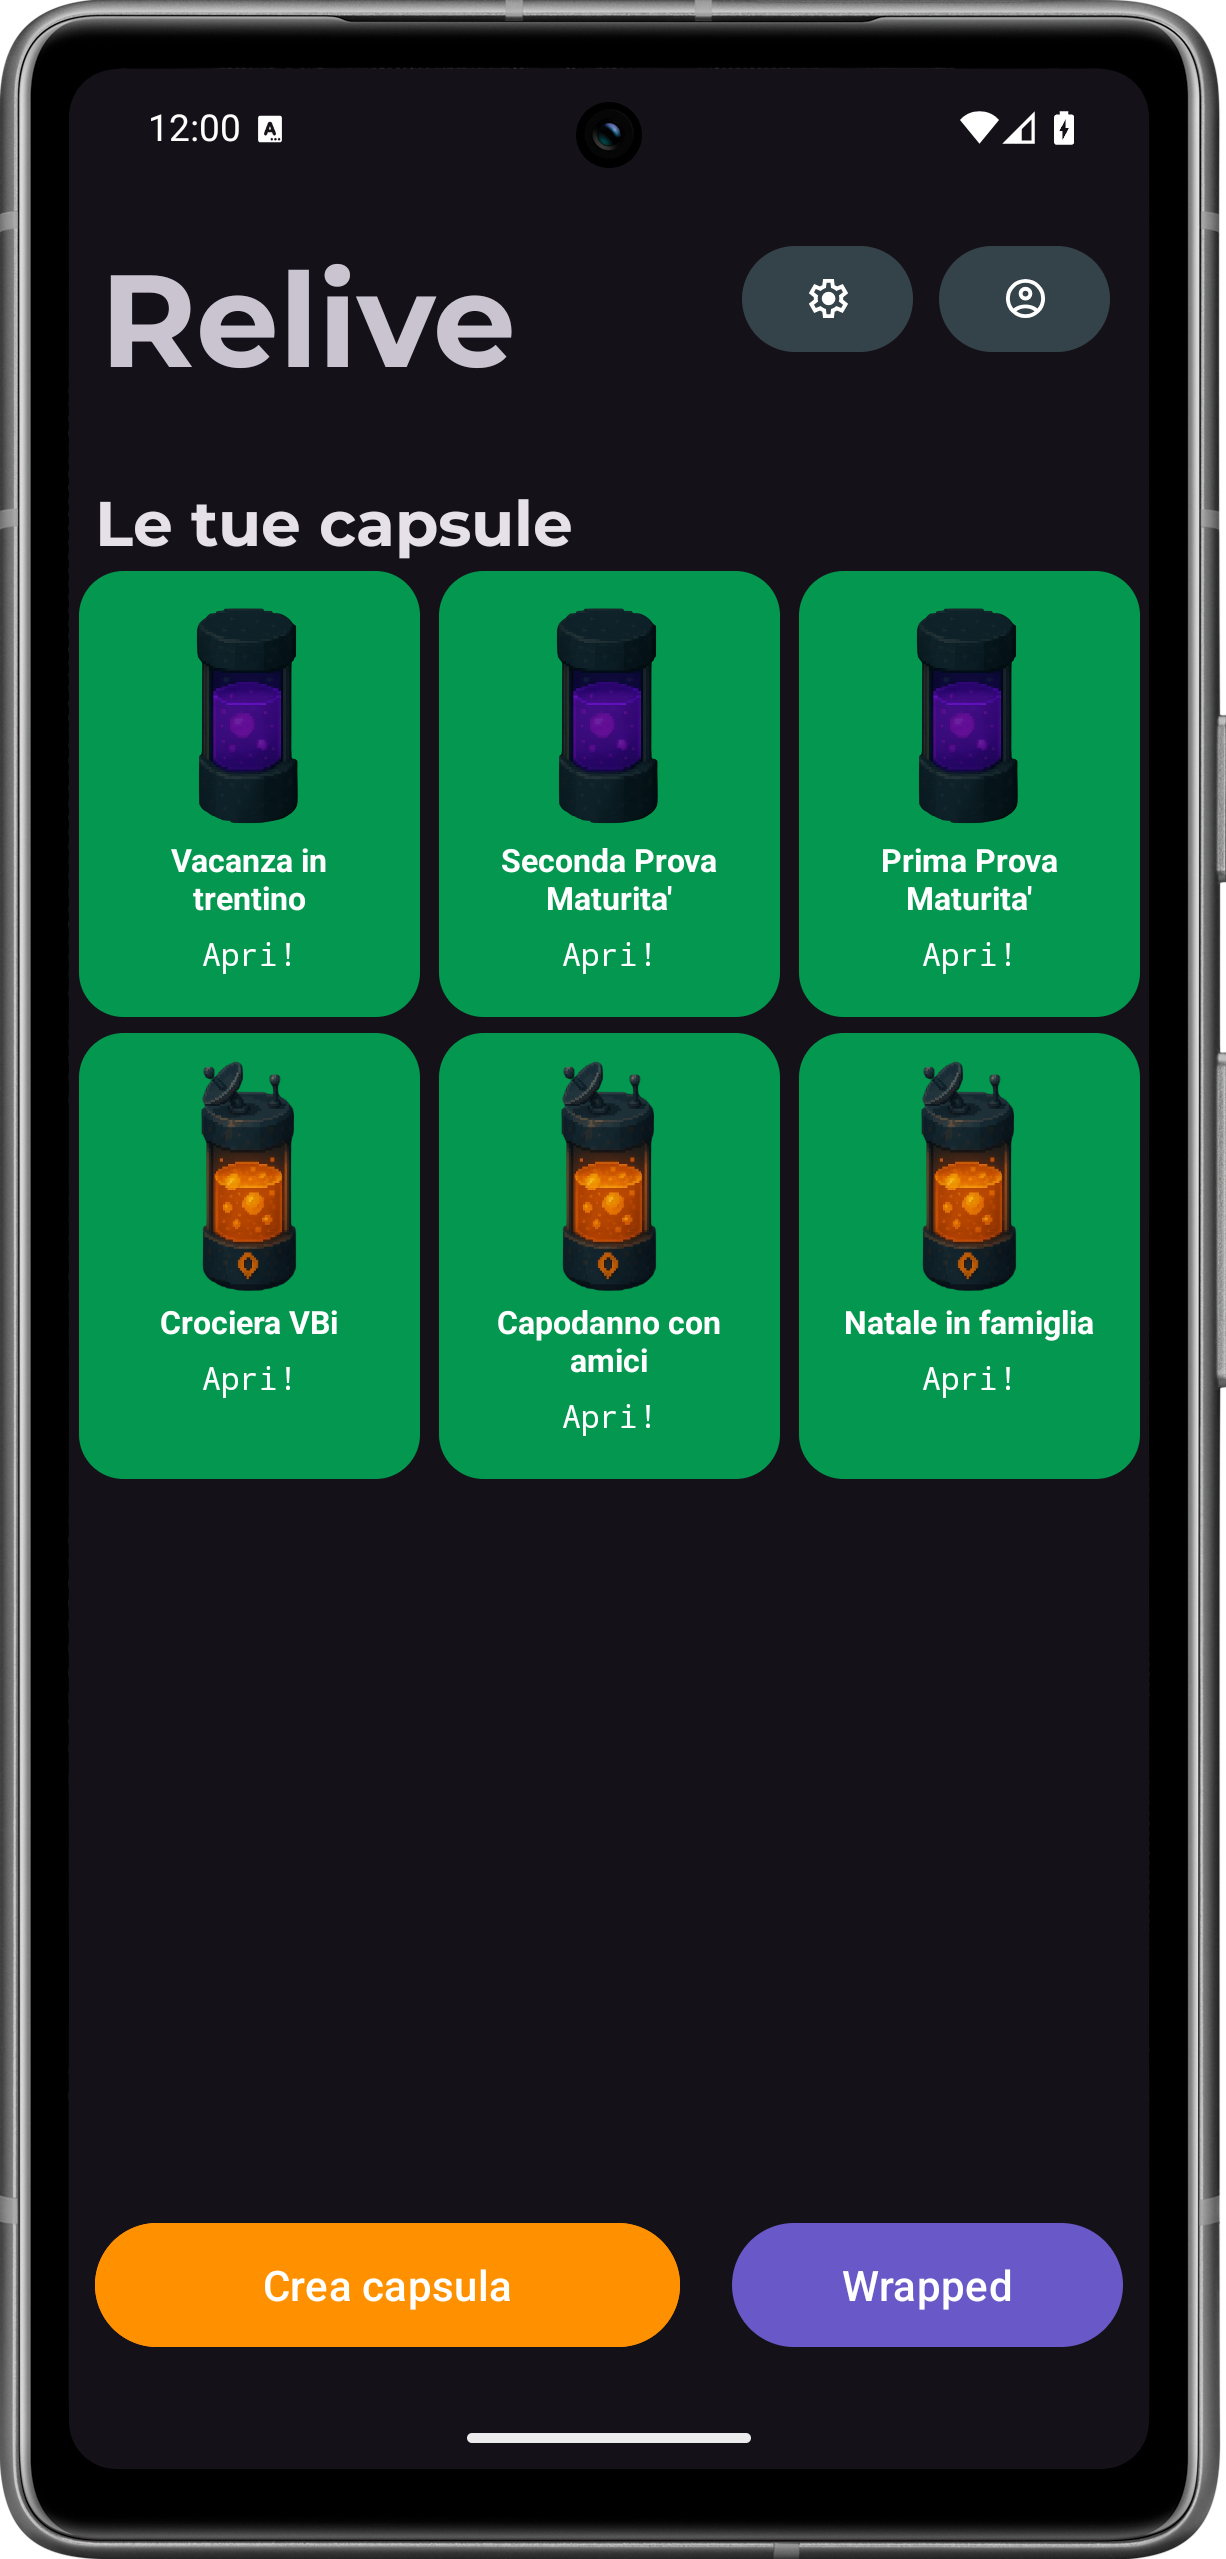 12:00
Relive
Le tue capsule
Vacanza in
trentino
Apri!
Seconda Prova
Maturita'
Apri!
Prima Prova
Maturita'
Apri!
Crociera VBi
Apri!
Capodanno con
amici
Apri!
Natale in famiglia
Apri!
Crea capsula
Wrapped